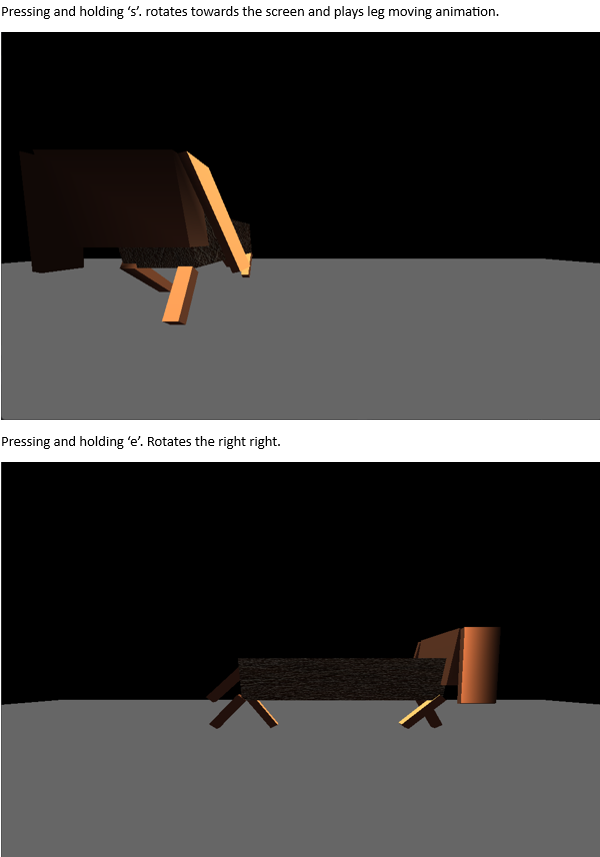 Pressing and holding ‘s’. rotates towards the screen and plays leg moving animation.
Pressing and holding ‘e’. Rotates the right right.